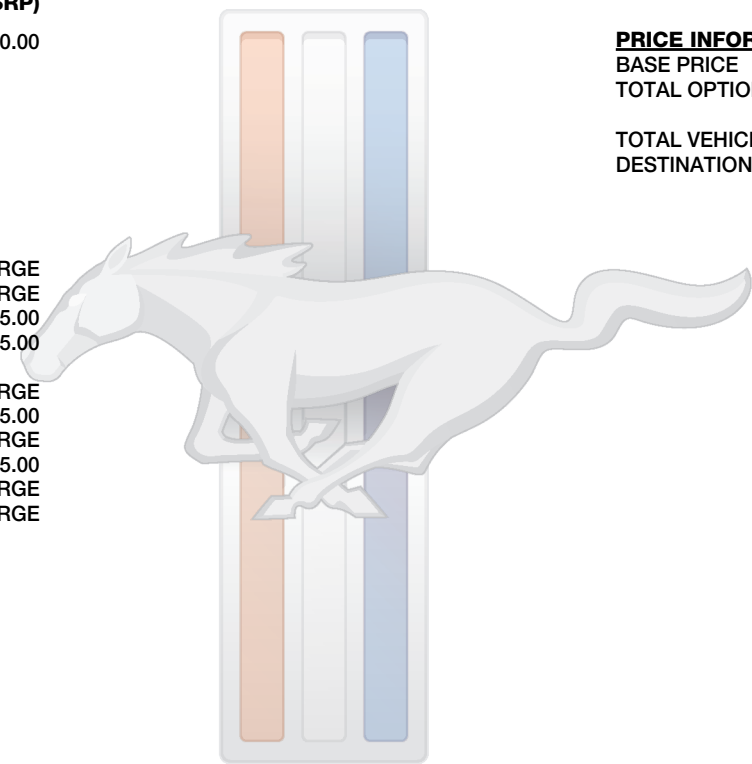 SRP)
0.00
RGE
RGE
5.00
5.00
RGE
5.00
RGE
5.00
RGE
RGE
PRICE INFOR
BASE PRICE
TOTAL OPTIO
TOTAL VEHICL
DESTINATION